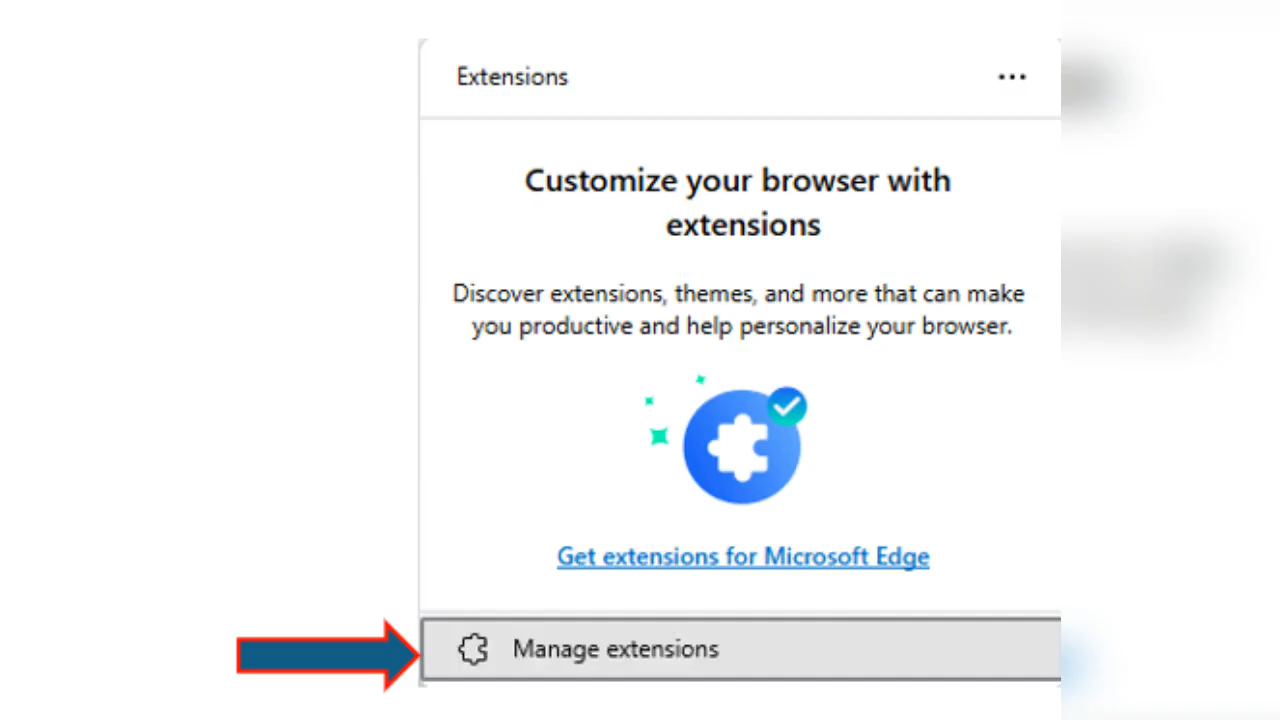 Extensions
Customize your browser with
extensions
Discover extensions, themes, and more that can make
you productive and help personalize your browser.
Get extensions for Microsoft Edge
Manage extensions